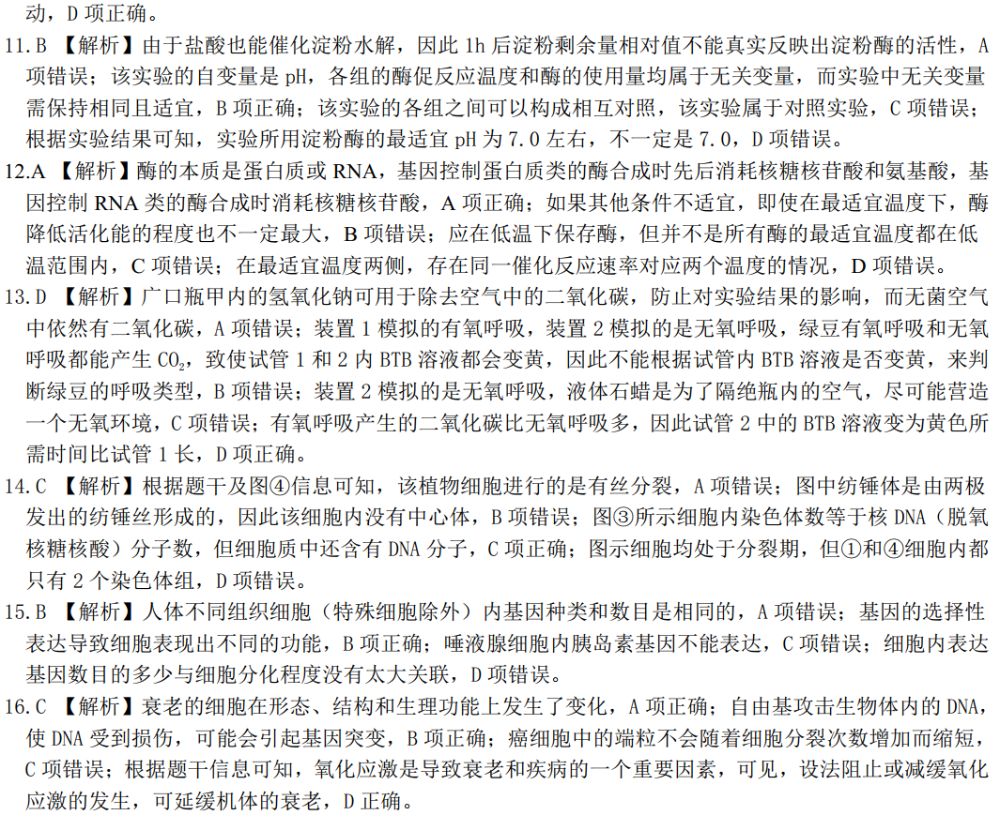 动，D 项正确。
11.B 【解析】由于盐酸也能催化淀粉水解，因此 1h 后淀粉剩余量相对值不能真实反映出淀粉酶的活性，A
项错误；该实验的自变量是 pH，各组的酶促反应温度和酶的使用量均属于无关变量，而实验中无关变量
需保持相同且适宜，B 项正确；该实验的各组之间可以构成相互对照，该实验属于对照实验，C 项错误；
根据实验结果可知，实验所用淀粉酶的最适宜 pH 为 7.0 左右，不一定是 7.0，D 项错误。
12.A 【解析】酶的本质是蛋白质或 RNA，基因控制蛋白质类的酶合成时先后消耗核糖核苷酸和氨基酸，基
因控制 RNA 类的酶合成时消耗核糖核苷酸，A 项正确；如果其他条件不适宜，即使在最适宜温度下，酶
降低活化能的程度也不一定最大，B 项错误；应在低温下保存酶，但并不是所有酶的最适宜温度都在低
温范围内，C 项错误；在最适宜温度两侧，存在同一催化反应速率对应两个温度的情况，D 项错误。
13.D 【解析】广口瓶甲内的氢氧化钠可用于除去空气中的二氧化碳，防止对实验结果的影响，而无菌空气
中依然有二氧化碳，A 项错误；装置 1 模拟的有氧呼吸，装置 2 模拟的是无氧呼吸，绿豆有氧呼吸和无氧
呼吸都能产生 CO₂，致使试管 1 和 2 内 BTB 溶液都会变黄，因此不能根据试管内 BTB 溶液是否变黄，来判
断绿豆的呼吸类型，B 项错误；装置 2 模拟的是无氧呼吸，液体石蜡是为了隔绝瓶内的空气，尽可能营造
一个无氧环境，C 项错误；有氧呼吸产生的二氧化碳比无氧呼吸多，因此试管 2 中的 BTB 溶液变为黄色所
需时间比试管 1 长，D 项正确。
14.C 【解析】根据题干及图④信息可知，该植物细胞进行的是有丝分裂，A 项错误；图中纺锤体是由两极
发出的纺锤丝形成的，因此该细胞内没有中心体，B 项错误；图③所示细胞内染色体数等于核 DNA（脱氧
核糖核酸）分子数，但细胞质中还含有 DNA 分子，C 项正确；图示细胞均处于分裂期，但①和④细胞内都
只有 2 个染色体组，D 项错误。
15.B 【解析】人体不同组织细胞（特殊细胞除外）内基因种类和数目是相同的，A 项错误；基因的选择性
表达导致细胞表现出不同的功能，B 项正确；唾液腺细胞内胰岛素基因不能表达，C 项错误；细胞内表达
基因数目的多少与细胞分化程度没有太大关联，D 项错误。
16.C 【解析】衰老的细胞在形态、结构和生理功能上发生了变化，A 项正确；自由基攻击生物体内的 DNA，
使 DNA 受到损伤，可能会引起基因突变，B 项正确；癌细胞中的端粒不会随着细胞分裂次数增加而缩短，
C 项错误；根据题干信息可知，氧化应激是导致衰老和疾病的一个重要因素，可见，设法阻止或减缓氧化
应激的发生，可延缓机体的衰老，D 正确。